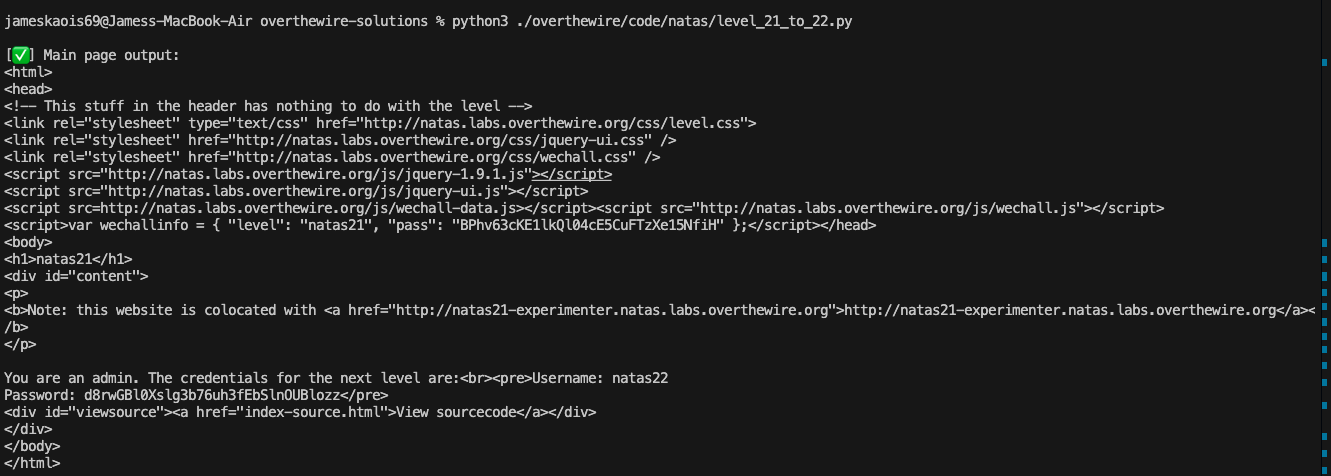 jameskaois69@Jamess-MacBook-Air overthewire-solutions % python3 ./overthewire/code/natas/level_21_to_22.py
[✅] Main page output:
<html>
<head>
<!-- This stuff in the header has nothing to do with the level -->
<link rel="stylesheet" type="text/css" href="http://natas.labs.overthewire.org/css/level.css">
<link rel="stylesheet" href="http://natas.labs.overthewire.org/css/jquery-ui.css" />
<link rel="stylesheet" href="http://natas.labs.overthewire.org/css/wechall.css" />
<script src="http://natas.labs.overthewire.org/js/jquery-1.9.1.js"></script>
<script src="http://natas.labs.overthewire.org/js/jquery-ui.js"></script>
<script src=http://natas.labs.overthewire.org/js/wechall-data.js></script><script src="http://natas.labs.overthewire.org/js/wechall.js"></script>
<script>var wechallinfo = { "level": "natas21", "pass": "BPhv63cKE1lkQl04cE5CuFTzXe15NfiH" };</script></head>
<body>
<h1>natas21</h1>
<div id="content">
<p>
<b>Note: this website is colocated with <a href="http://natas21-experimenter.natas.labs.overthewire.org">http://natas21-experimenter.natas.labs.overthewire.org</a><
/b>
</p>
You are an admin. The credentials for the next level are:<br><pre>Username: natas22
Password: d8rwGBl0Xslg3b76uh3fEbSlnOUBlozz</pre>
<div id="viewsource"><a href="index-source.html">View sourcecode</a></div>
</div>
</body>
</html>